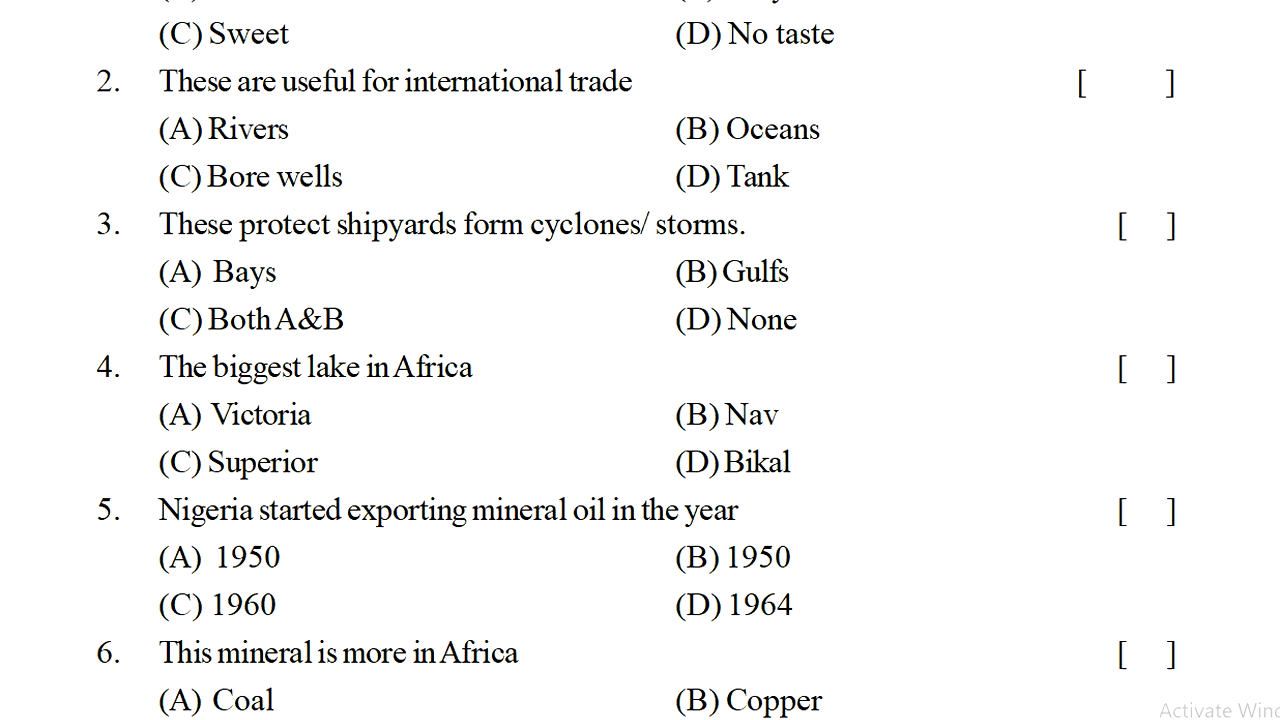 (C) Sweet (D) No taste
2. These are useful for international trade [ ]
(A) Rivers (B) Oceans
(C) Bore wells (D) Tank
3. These protect shipyards form cyclones/ storms. [ ]
(A) Bays (B) Gulfs
(C) Both A&B (D) None
4. The biggest lake in Africa [ ]
(A) Victoria (B) Nav
(C) Superior (D) Bikal
5. Nigeria started exporting mineral oil in the year [ ]
(A) 1950 (B) 1950
(C) 1960 (D) 1964
6. This mineral is more in Africa [ ]
(A) Coal (B) Copper
Activate Wind